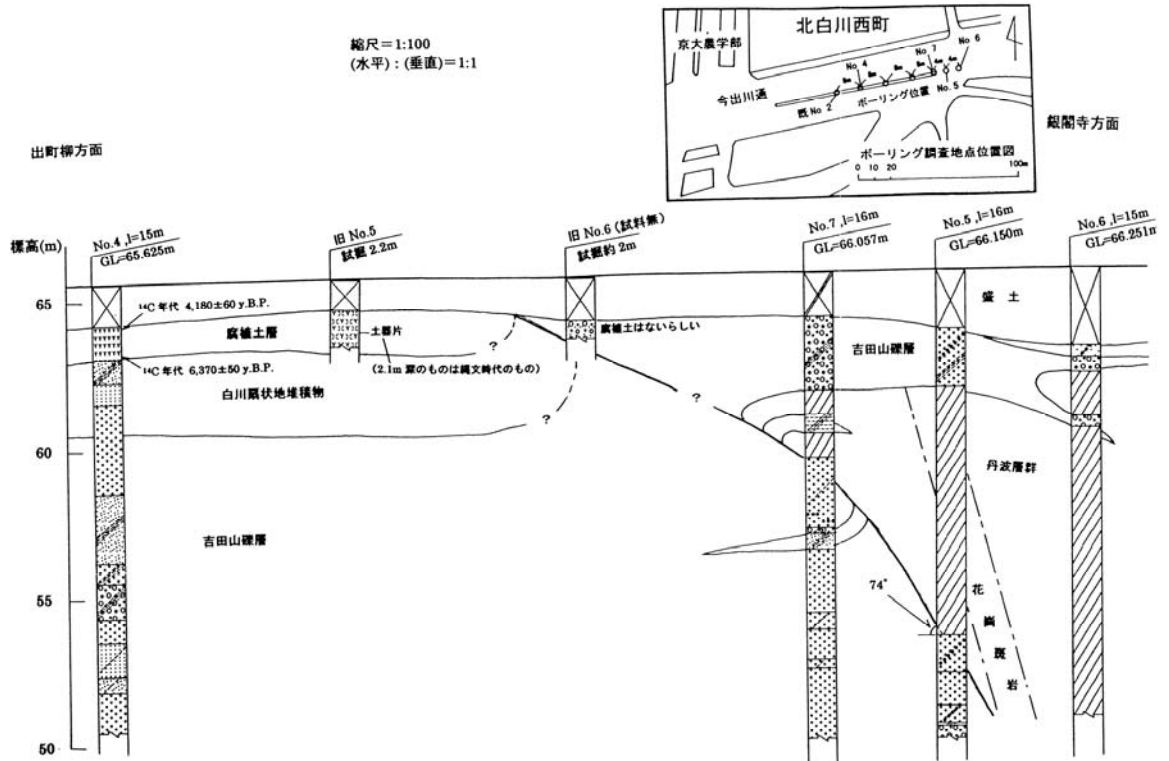 縮尺=1:100
(水平):(垂直)=1:1
北白川西町
京大農学部
No. 7
No. 6
No. 4
8m
8m
8m
8m
4m
4m
今出川通
既No. 2
ボーリング位置
No. 5
ボーリング調査地点位置図
0 10 20 100m
出町柳方面
銀閣寺方面
標高(m)
No.4 ,l=15m
GL=65.625m
旧 No.5
試掘 2.2m
旧 No.6 (試料無)
試掘約 2m
No.7 ,l=16m
GL=66.057m
No.5 ,l=16m
GL=66.150m
No.6 ,l=15m
GL=66.251m
65
60
55
50
¹⁴C 年代 4,180±60 y.B.P.
腐植土層
土器片
腐植土はないらしい
盛 土
吉田山礫層
¹⁴C 年代 6,370±50 y.B.P.
(2.1m 深のものは縄文時代のもの)
白川扇状地堆積物
?
?
?
丹波層群
吉田山礫層
74°
花崗斑岩